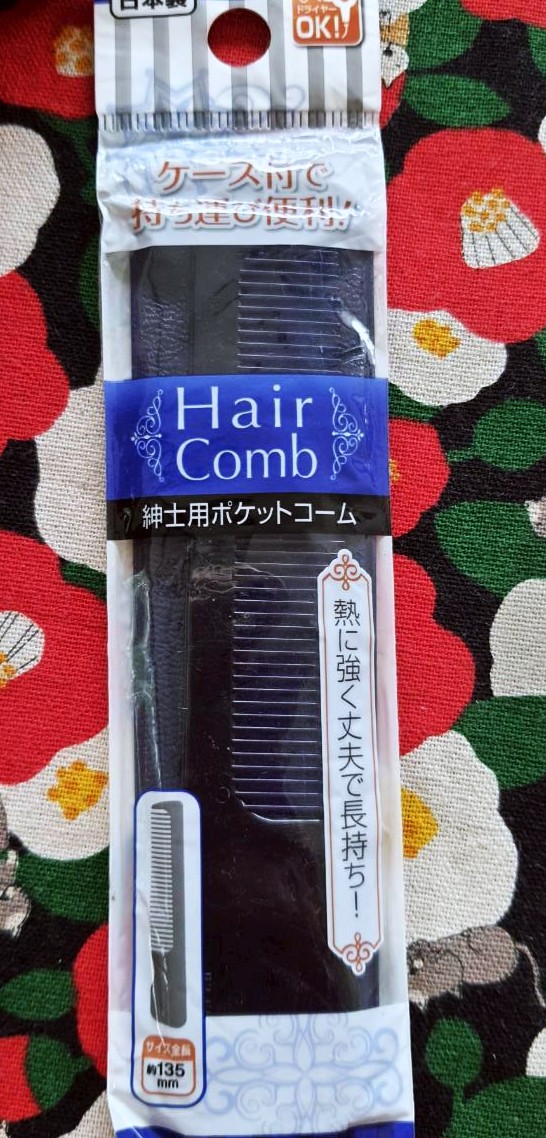 日本製
ドライヤー
OK!
ケース付で
持ち運び便利!
Hair
Comb
紳士用ポケットコーム
熱に強く丈夫で長持ち!
サイズ全長
約135
mm